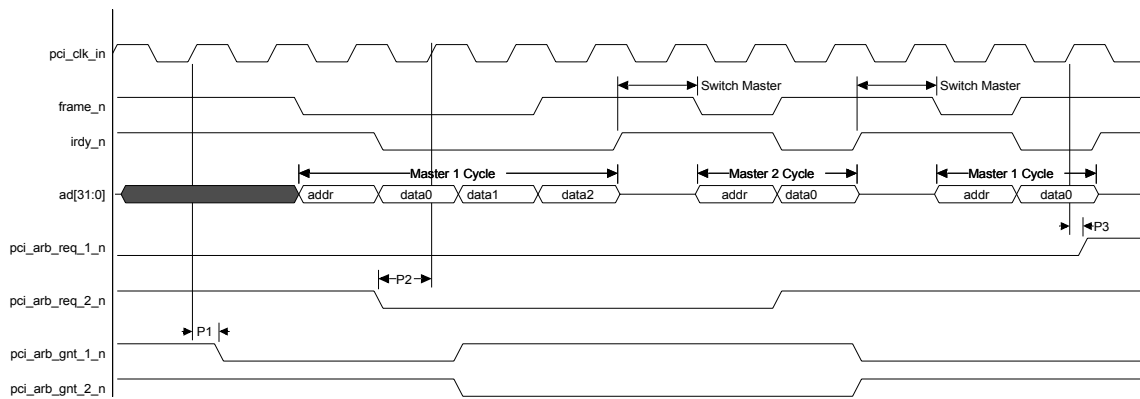 pci_clk_in
Switch Master Switch Master
frame_n
irdy_n
Master 1 Cycle Master 2 Cycle Master 1 Cycle
ad[31:0] addr data0 data1 data2 addr data0 addr data0
P3
pci_arb_req_1_n
P2
pci_arb_req_2_n
P1
pci_arb_gnt_1_n
pci_arb_gnt_2_n